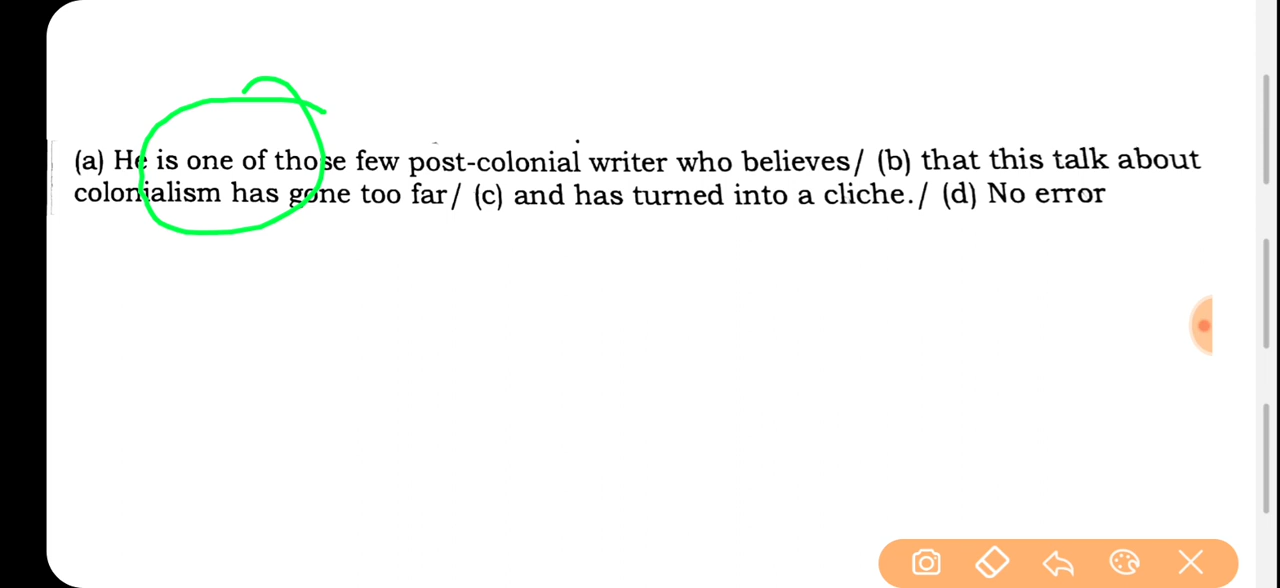 (a) He is one of those few post-colonial writer who believes/ (b) that this talk about
colonialism has gone too far/ (c) and has turned into a cliche./ (d) No error